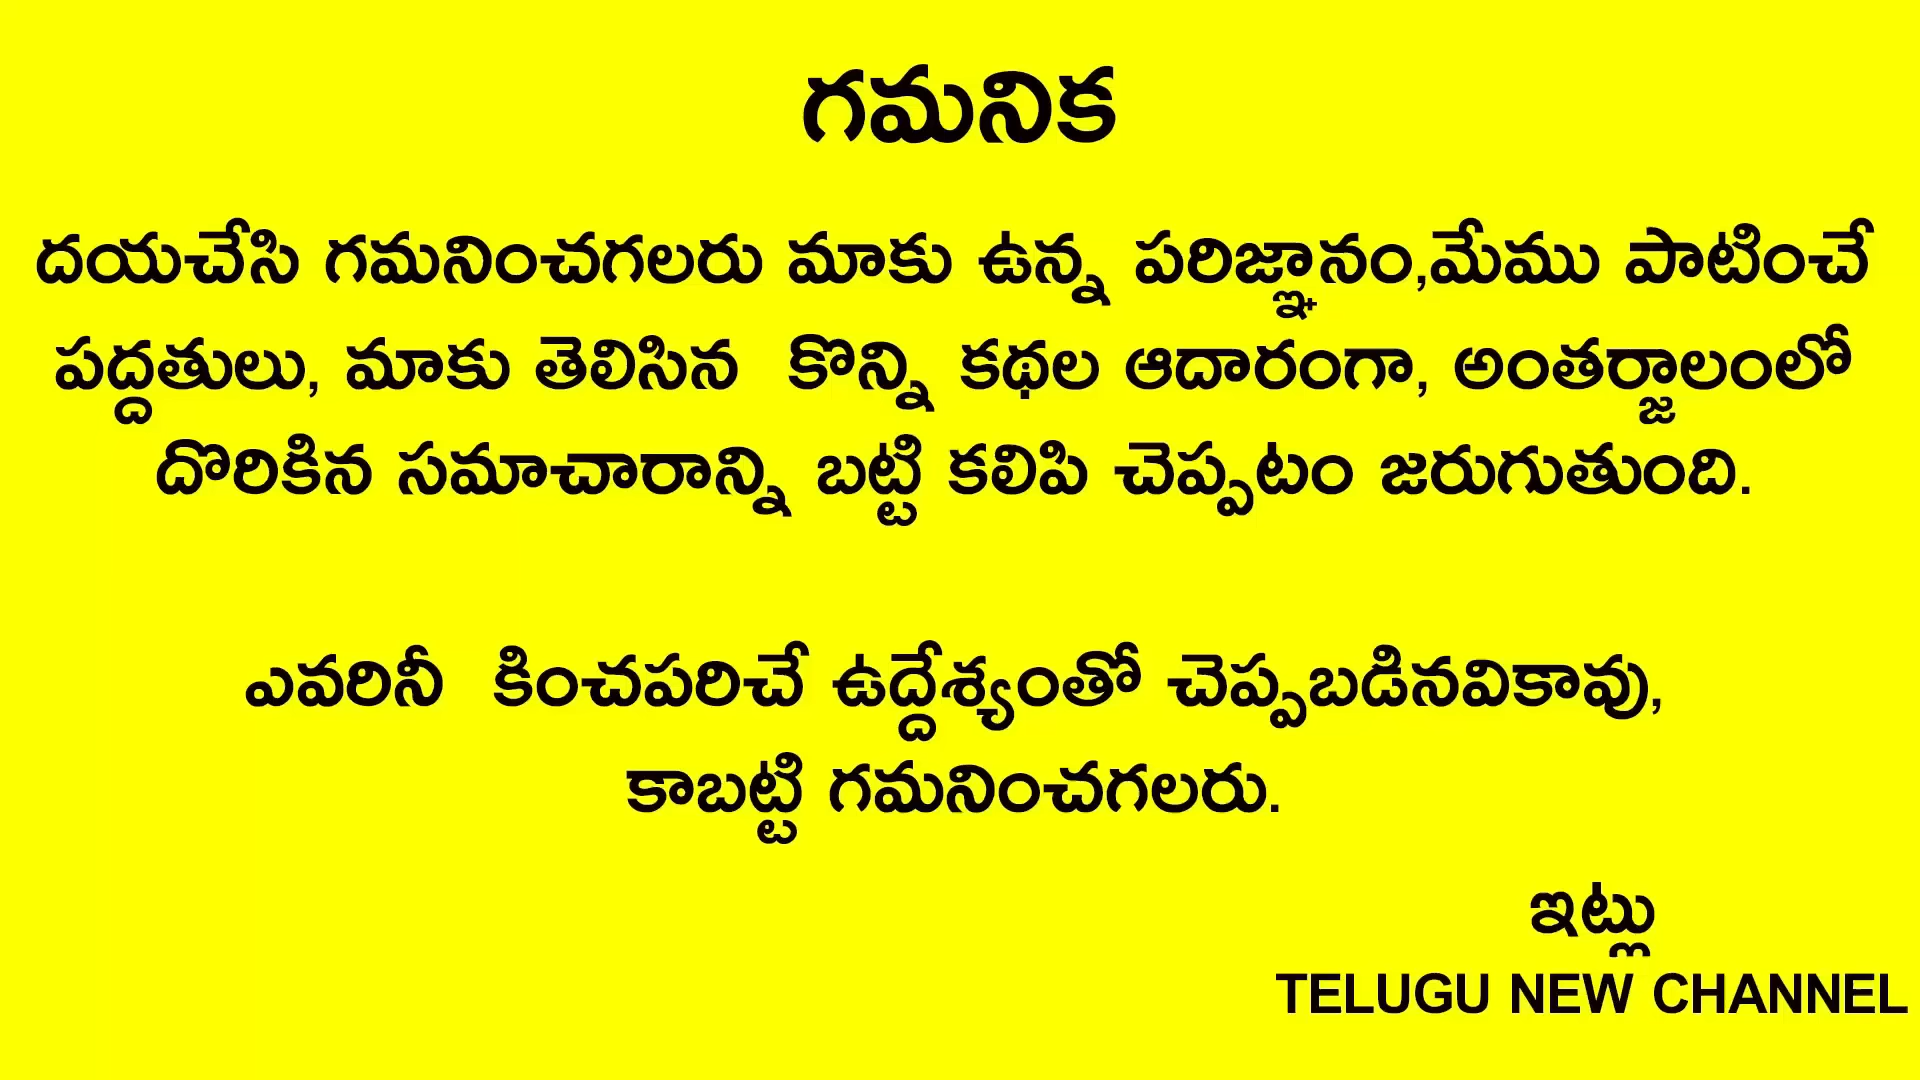 గమనిక
దయచేసి గమనించగలరు మాకు ఉన్న పరిజ్ఞానం,మేము పాటించే
పద్దతులు, మాకు తెలిసిన కొన్ని కథల ఆదారంగా, అంతర్జాలంలో
దొరికిన సమాచారాన్ని బట్టి కలిపి చెప్పటం జరుగుతుంది.
ఎవరినీ కించపరిచే ఉద్దేశ్యంతో చెప్పబడినవికావు,
కాబట్టి గమనించగలరు.
ఇట్లు
TELUGU NEW CHANNEL